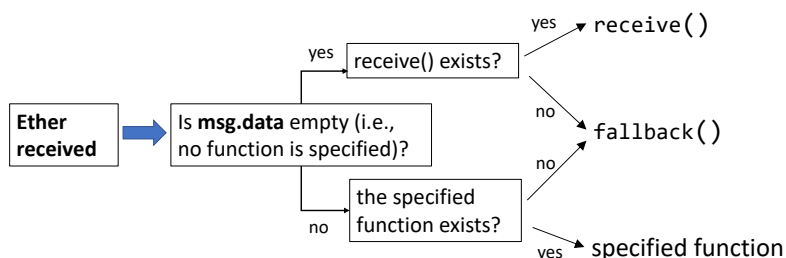 Ether
received
Is msg.data empty (i.e.,
no function is specified)?
yes
receive() exists?
yes
receive()
no
fallback()
no
no
the specified
function exists?
yes
specified function